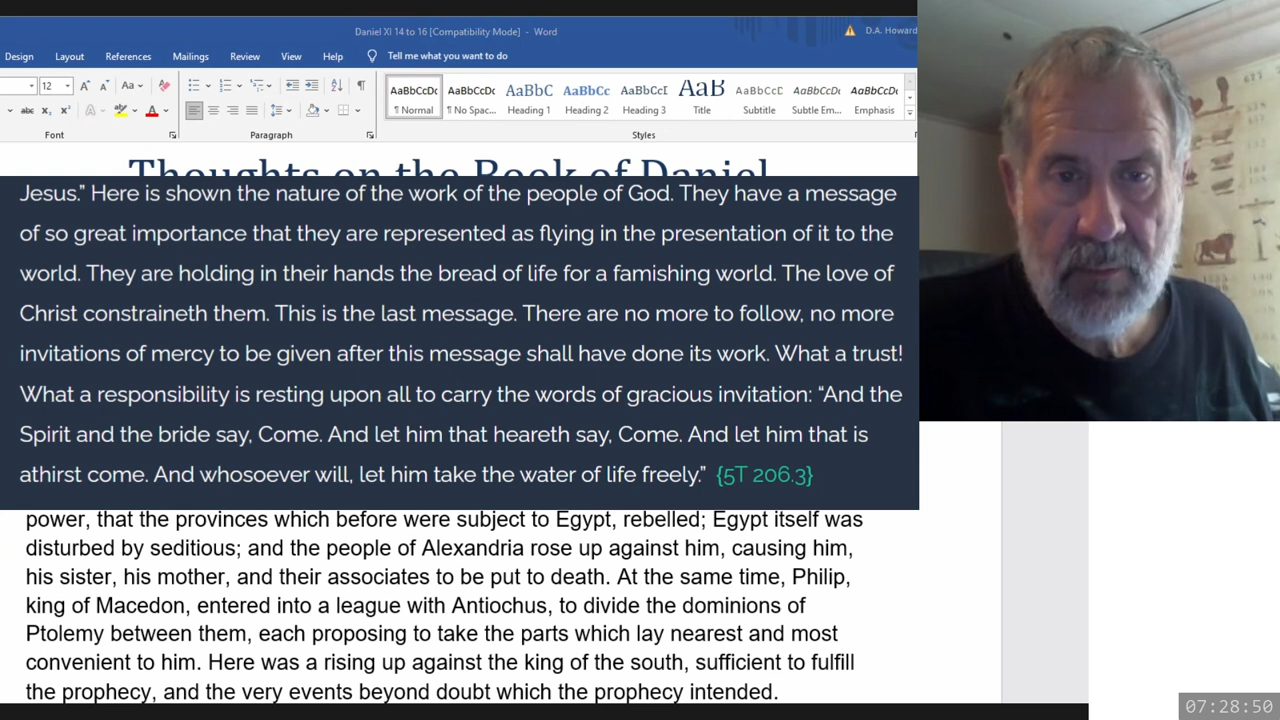 Daniel XI 14 to 16 [Compatibility Mode] - Word
D.A. Howard
Design Layout References Mailings Review View Help Tell me what you want to do
12
AaBbCcDc AaBbCcDc AaBbC AaBbCc AaBbCcI AaB AaBbCcC AaBbCcDc AaBbCcDc
¶ Normal ¶ No Spac... Heading 1 Heading 2 Heading 3 Title Subtitle Subtle Em... Emphasis
Font Paragraph Styles
Thoughts on the Book of Daniel
Jesus.” Here is shown the nature of the work of the people of God. They have a message
of so great importance that they are represented as flying in the presentation of it to the
world. They are holding in their hands the bread of life for a famishing world. The love of
Christ constraineth them. This is the last message. There are no more to follow, no more
invitations of mercy to be given after this message shall have done its work. What a trust!
What a responsibility is resting upon all to carry the words of gracious invitation: “And the
Spirit and the bride say, Come. And let him that heareth say, Come. And let him that is
athirst come. And whosoever will, let him take the water of life freely.” {5T 206.3}
power, that the provinces which before were subject to Egypt, rebelled; Egypt itself was
disturbed by seditious; and the people of Alexandria rose up against him, causing him,
his sister, his mother, and their associates to be put to death. At the same time, Philip,
king of Macedon, entered into a league with Antiochus, to divide the dominions of
Ptolemy between them, each proposing to take the parts which lay nearest and most
convenient to him. Here was a rising up against the king of the south, sufficient to fulfill
the prophecy, and the very events beyond doubt which the prophecy intended.
07:28:50